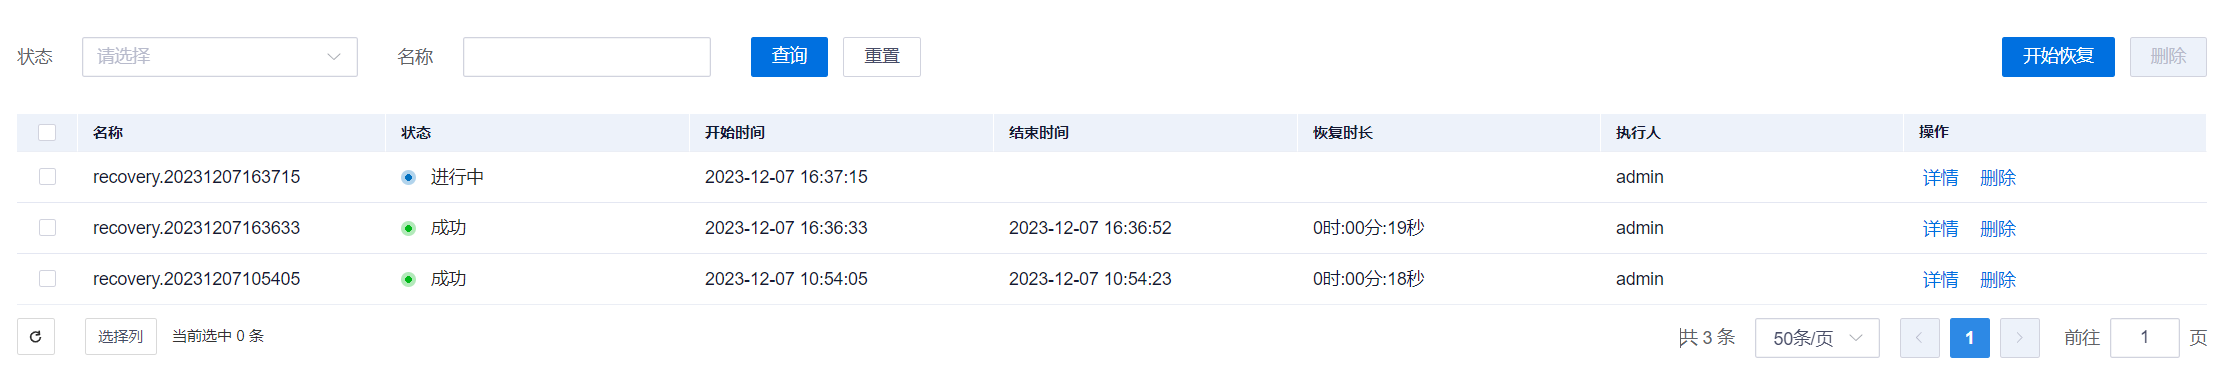 状态 请选择 名称 查询 重置 开始恢复 删除
名称 状态 开始时间 结束时间 恢复时长 执行人 操作
recovery.20231207163715 进行中 2023-12-07 16:37:15 admin 详情 删除
recovery.20231207163633 成功 2023-12-07 16:36:33 2023-12-07 16:36:52 0时:00分:19秒 admin 详情 删除
recovery.20231207105405 成功 2023-12-07 10:54:05 2023-12-07 10:54:23 0时:00分:18秒 admin 详情 删除
选择列 当前选中 0 条 共 3 条 50条/页 1 前往 1 页